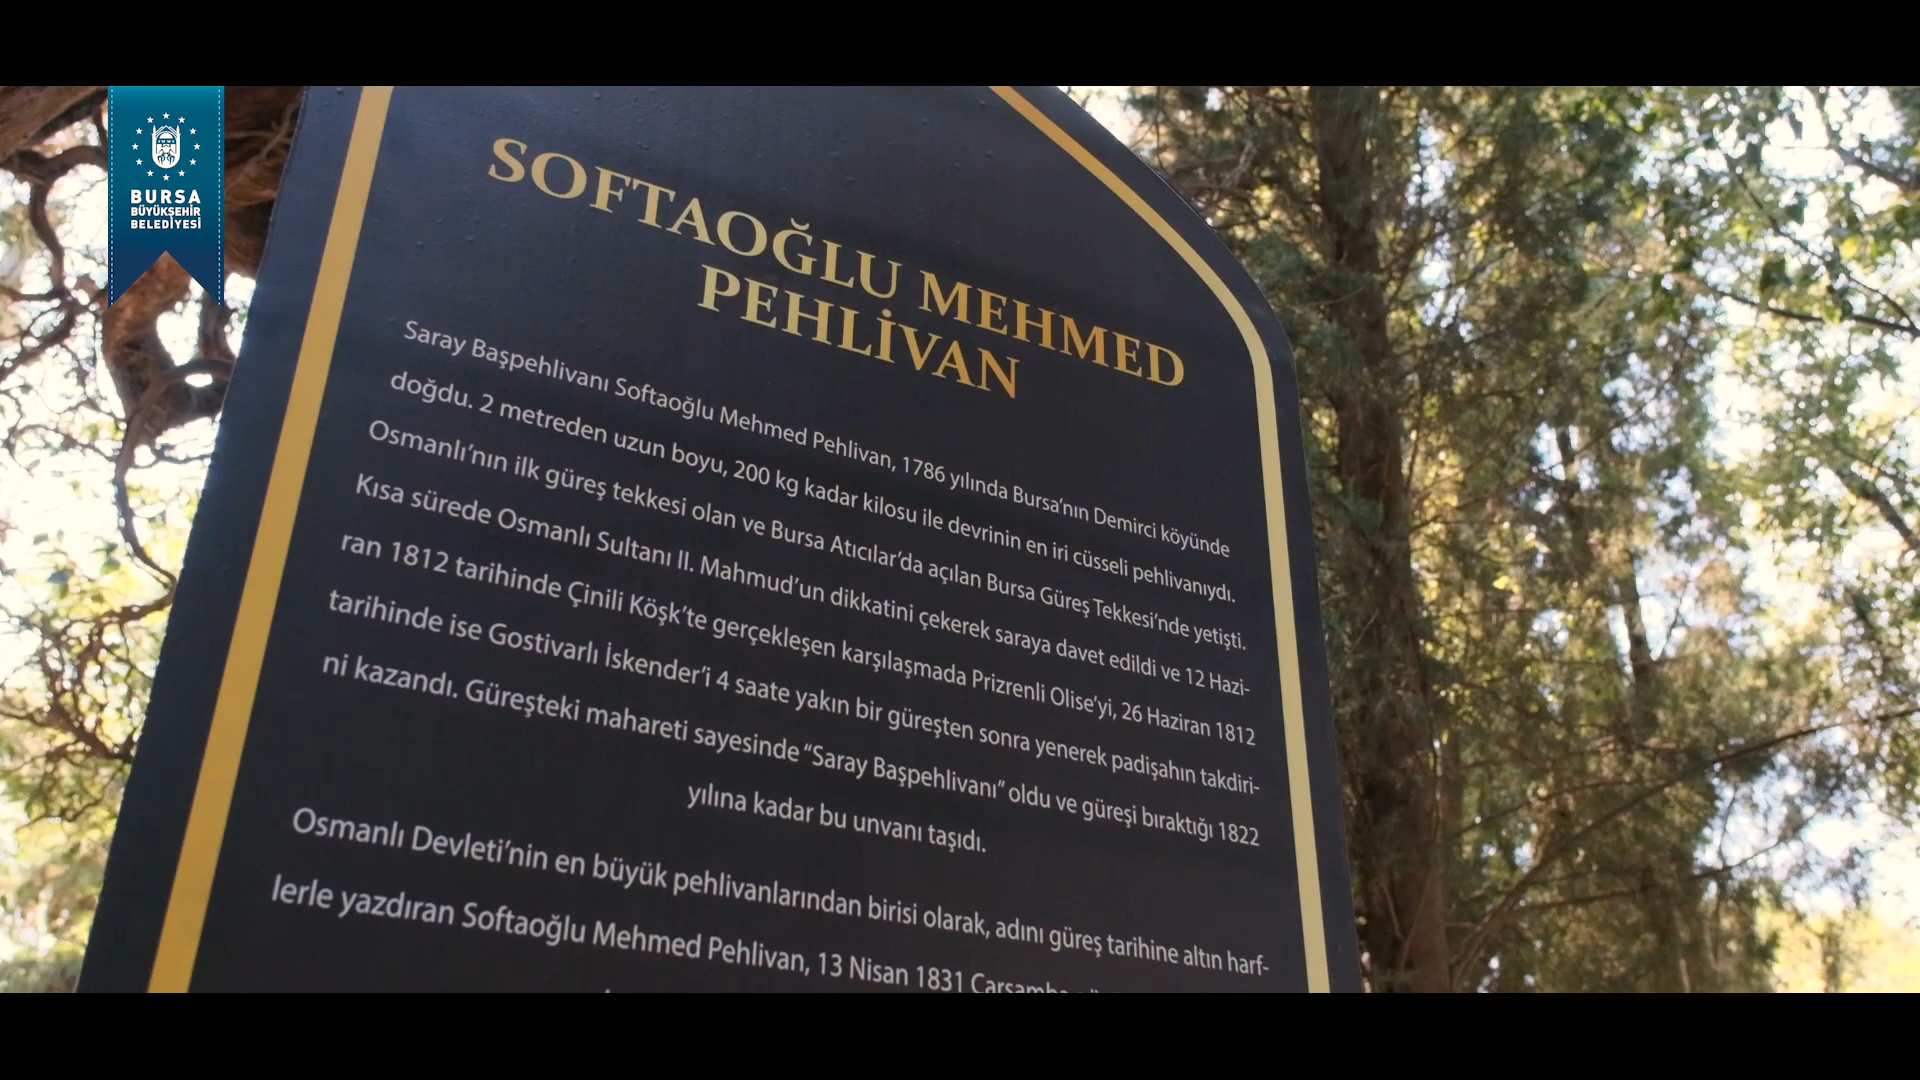 BURSA
BÜYÜKŞEHİR
BELEDİYESİ
SOFTAOĞLU MEHMED
PEHLİVAN
Saray Başpehlivanı Softaoğlu Mehmed Pehlivan, 1786 yılında Bursa’nın Demirci köyünde
doğdu. 2 metreden uzun boyu, 200 kg kadar kilosu ile devrinin en iri cüsseli pehlivanıydı.
Osmanlı’nın ilk güreş tekkesi olan ve Bursa Atıcılar’da açılan Bursa Güreş Tekkesi’nde yetişti.
Kısa sürede Osmanlı Sultanı II. Mahmud’un dikkatini çekerek saraya davet edildi ve 12 Hazi-
ran 1812 tarihinde Çinili Köşk’te gerçekleşen karşılaşmada Prizrenli Olise’yi, 26 Haziran 1812
tarihinde ise Gostivarlı İskender’i 4 saate yakın bir güreşten sonra yenerek padişahın takdiri-
ni kazandı. Güreşteki mahareti sayesinde “Saray Başpehlivanı” oldu ve güreşi bıraktığı 1822
yılına kadar bu unvanı taşıdı.
Osmanlı Devleti’nin en büyük pehlivanlarından birisi olarak, adını güreş tarihine altın harf-
lerle yazdıran Softaoğlu Mehmed Pehlivan, 13 Nisan 1831 Çarşamba